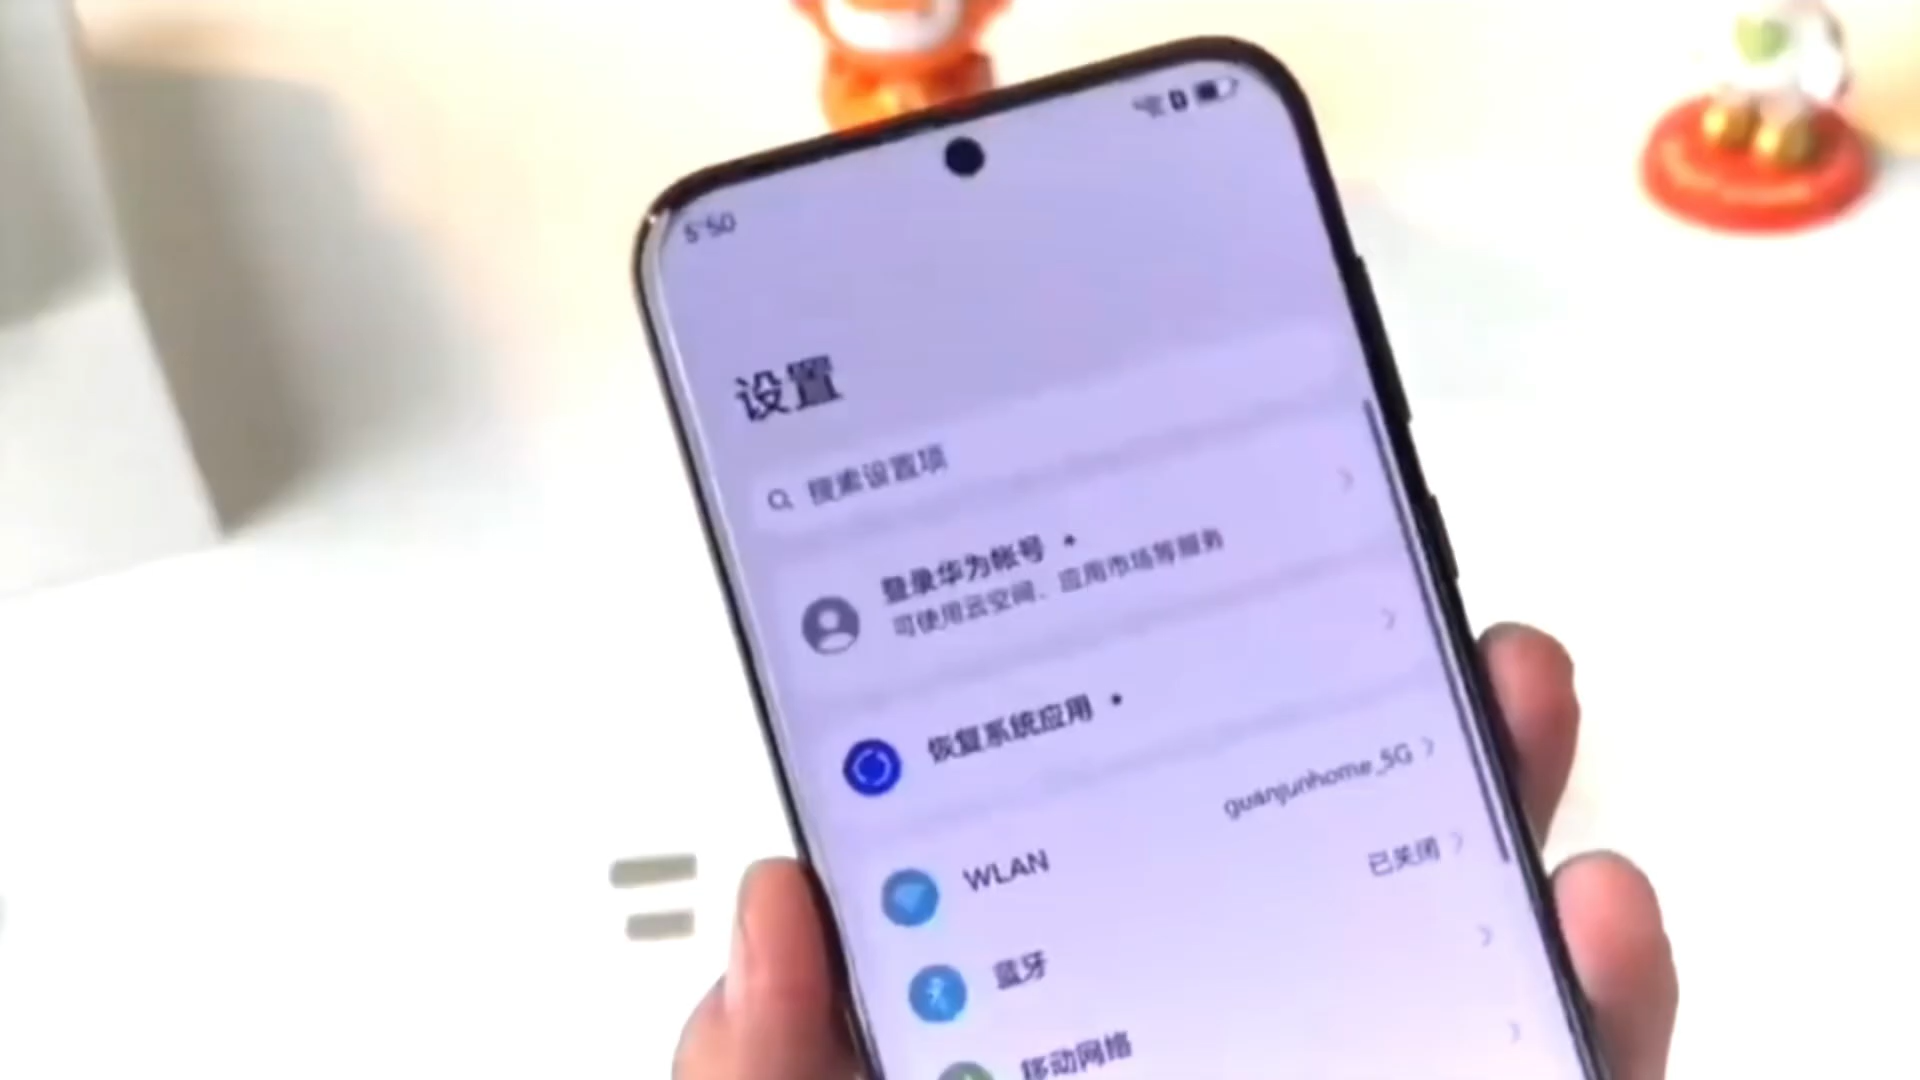 5:50
设置
搜索设置项
登录华为帐号
可使用云空间、应用市场等服务
恢复系统应用
WLAN guanjunhome_5G
蓝牙 已关闭
移动网络